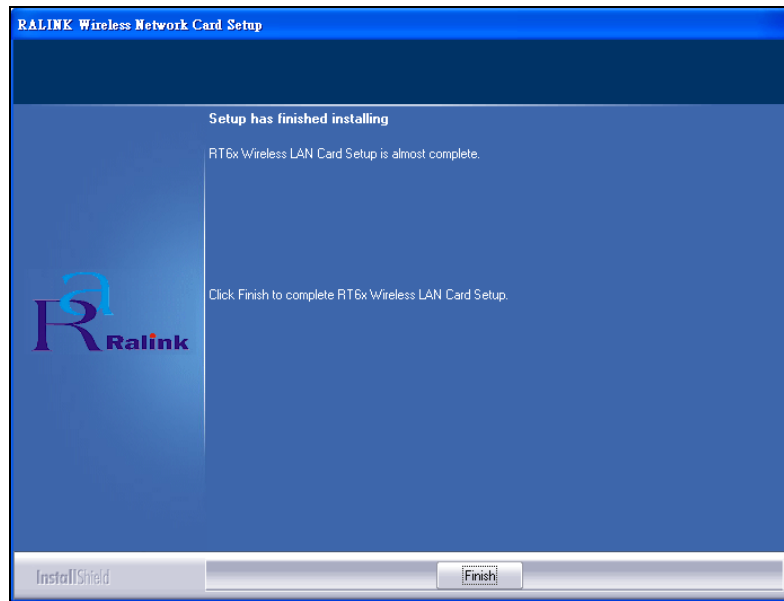 RALINK Wireless Network Card Setup
Setup has finished installing
RT6x Wireless LAN Card Setup is almost complete.
Click Finish to complete RT6x Wireless LAN Card Setup.
Ra
Ralink
InstallShield
Finish